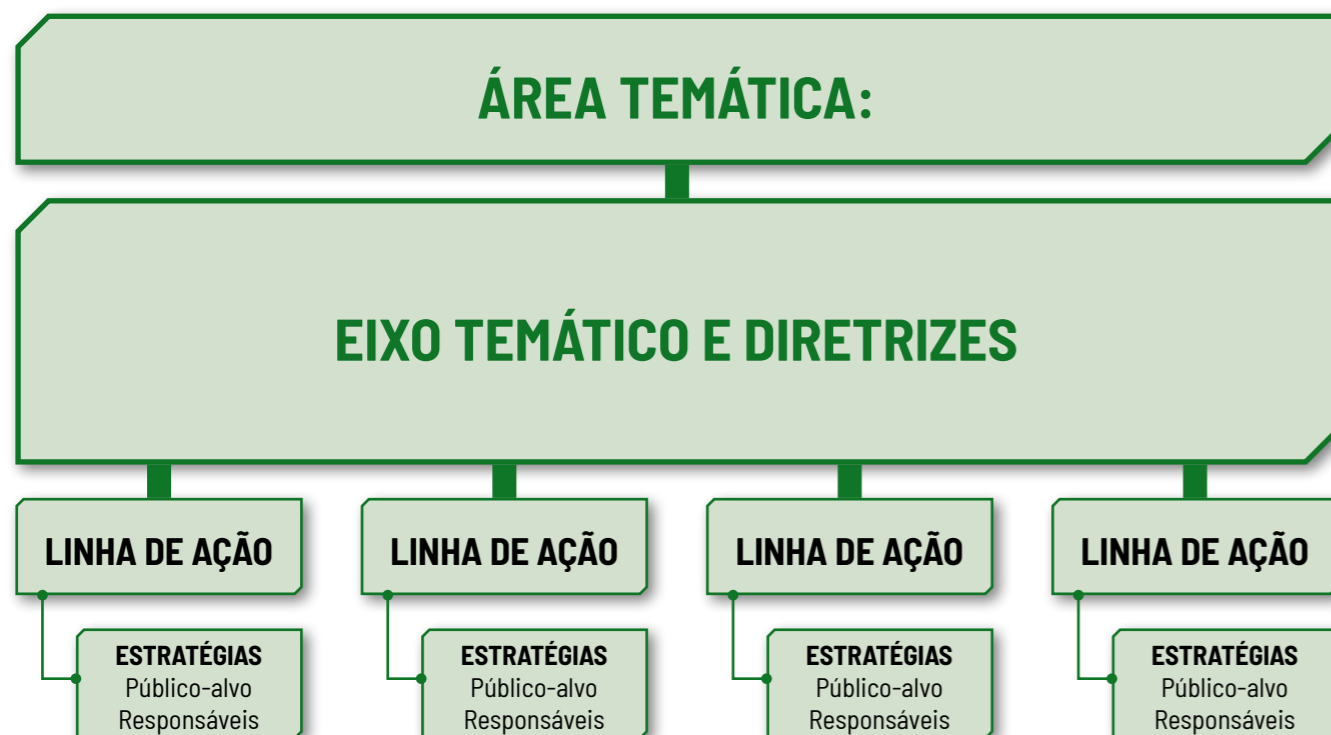 ÁREA TEMÁTICA:
EIXO TEMÁTICO E DIRETRIZES
LINHA DE AÇÃO
LINHA DE AÇÃO
LINHA DE AÇÃO
LINHA DE AÇÃO
ESTRATÉGIAS
Público-alvo
Responsáveis
ESTRATÉGIAS
Público-alvo
Responsáveis
ESTRATÉGIAS
Público-alvo
Responsáveis
ESTRATÉGIAS
Público-alvo
Responsáveis